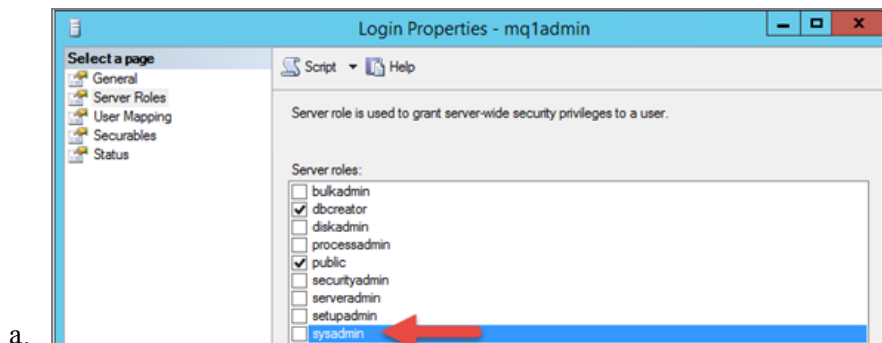 Login Properties - mq1admin
Select a page
General
Server Roles
User Mapping
Securables
Status
Script
Help
Server role is used to grant server-wide security privileges to a user.
Server roles:
bulkadmin
dbcreator
diskadmin
processadmin
public
securityadmin
serveradmin
setupadmin
sysadmin
a.